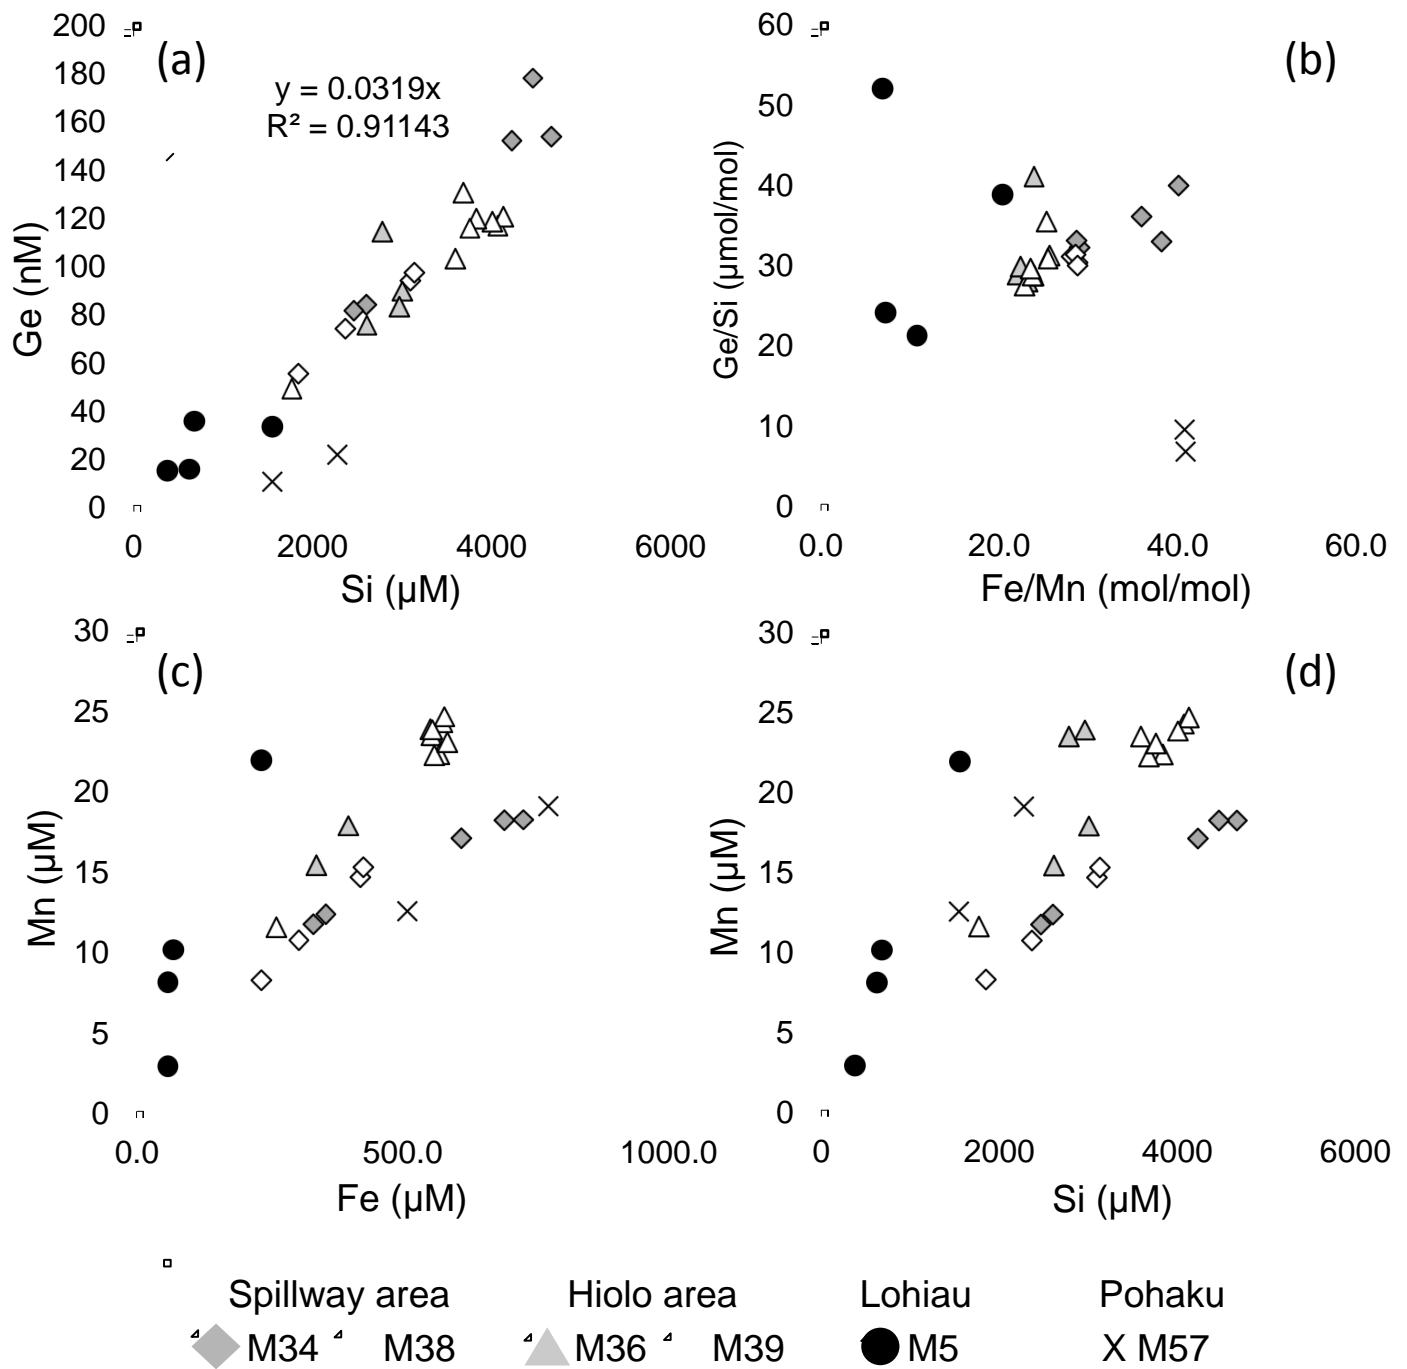 200
180
160
140
120
100
80
60
40
20
0
Ge (nM)
(a)
y = 0.0319x
R² = 0.91143
0 2000 4000 6000
Si (µM)
60
50
40
30
20
10
0
Ge/Si (µmol/mol)
(b)
0.0 20.0 40.0 60.0
Fe/Mn (mol/mol)
30
25
20
15
10
5
0
Mn (µM)
(c)
0.0 500.0 1000.0
Fe (µM)
30
25
20
15
10
5
0
Mn (µM)
(d)
0 2000 4000 6000
Si (µM)
Spillway area Hiolo area Lohiau Pohaku
M34 M38 M36 M39 M5 X M57